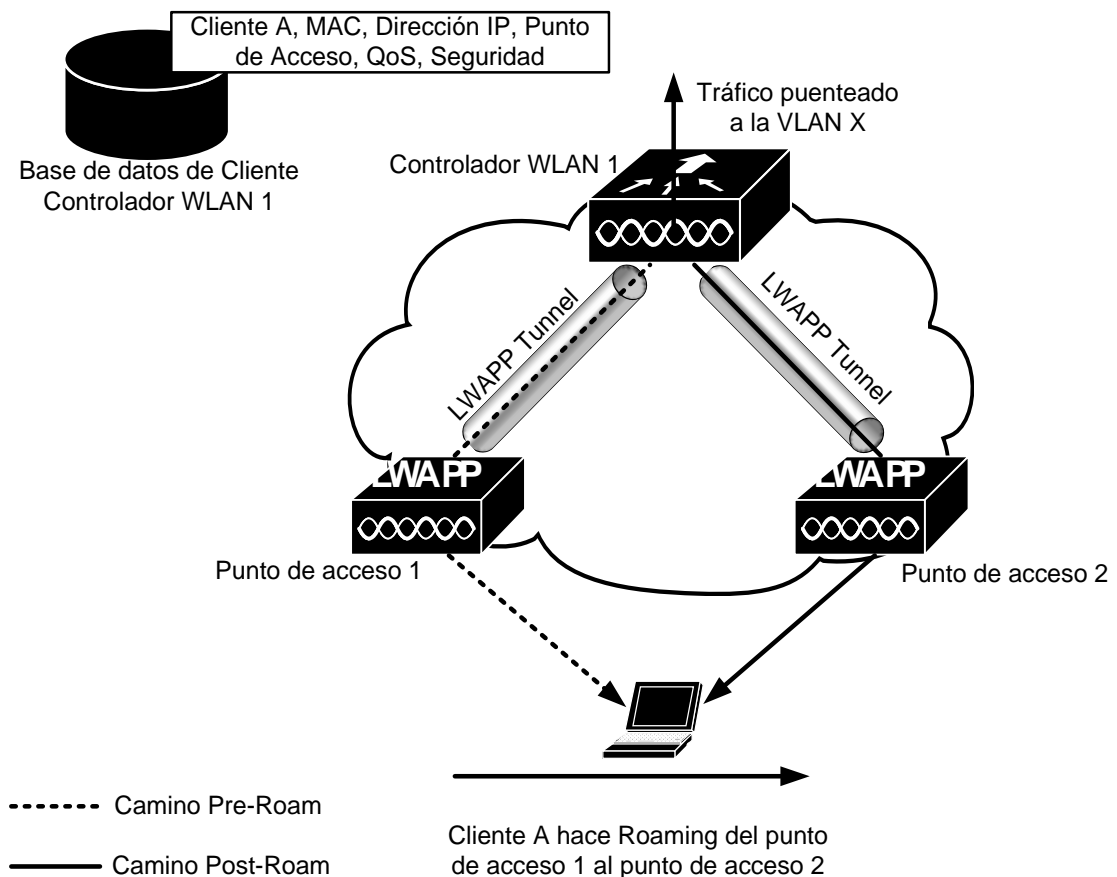 Cliente A, MAC, Dirección IP, Punto
de Acceso, QoS, Seguridad
Base de datos de Cliente
Controlador WLAN 1
Tráfico puenteado
a la VLAN X
Controlador WLAN 1
LWAPP Tunnel
LWAPP Tunnel
LWAPP
LWAPP
Punto de acceso 1
Punto de acceso 2
Camino Pre-Roam
Camino Post-Roam
Cliente A hace Roaming del punto
de acceso 1 al punto de acceso 2